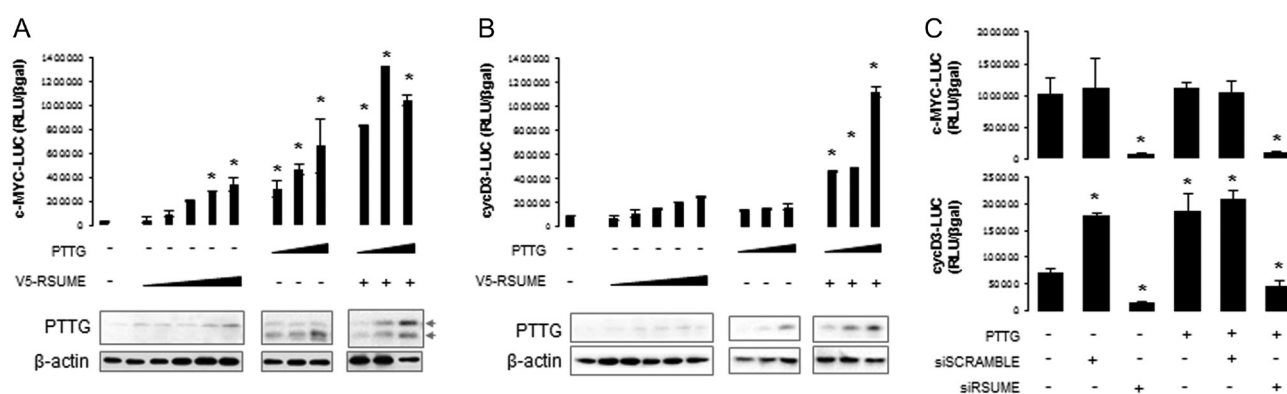 A
c-MYC-LUC (RLU/βgal)
1400000
1200000
1000000
800000
600000
400000
200000
0
* * * * * * * *
PTTG - - - - - -
V5-RSUME - - - - + + +
PTTG
β-actin
B
cycD3-LUC (RLU/βgal)
1400000
1200000
1000000
800000
600000
400000
200000
0
* * *
PTTG - - - - - -
V5-RSUME - - - - + + +
PTTG
β-actin
C
c-MYC-LUC
(RLU/βgal)
2000000
1500000
1000000
500000
0
* *
cycD3-LUC
(RLU/βgal)
250000
200000
150000
100000
50000
0
* * * * *
PTTG - - - + + +
siSCRAMBLE - + - - + -
siRSUME - - + - - +